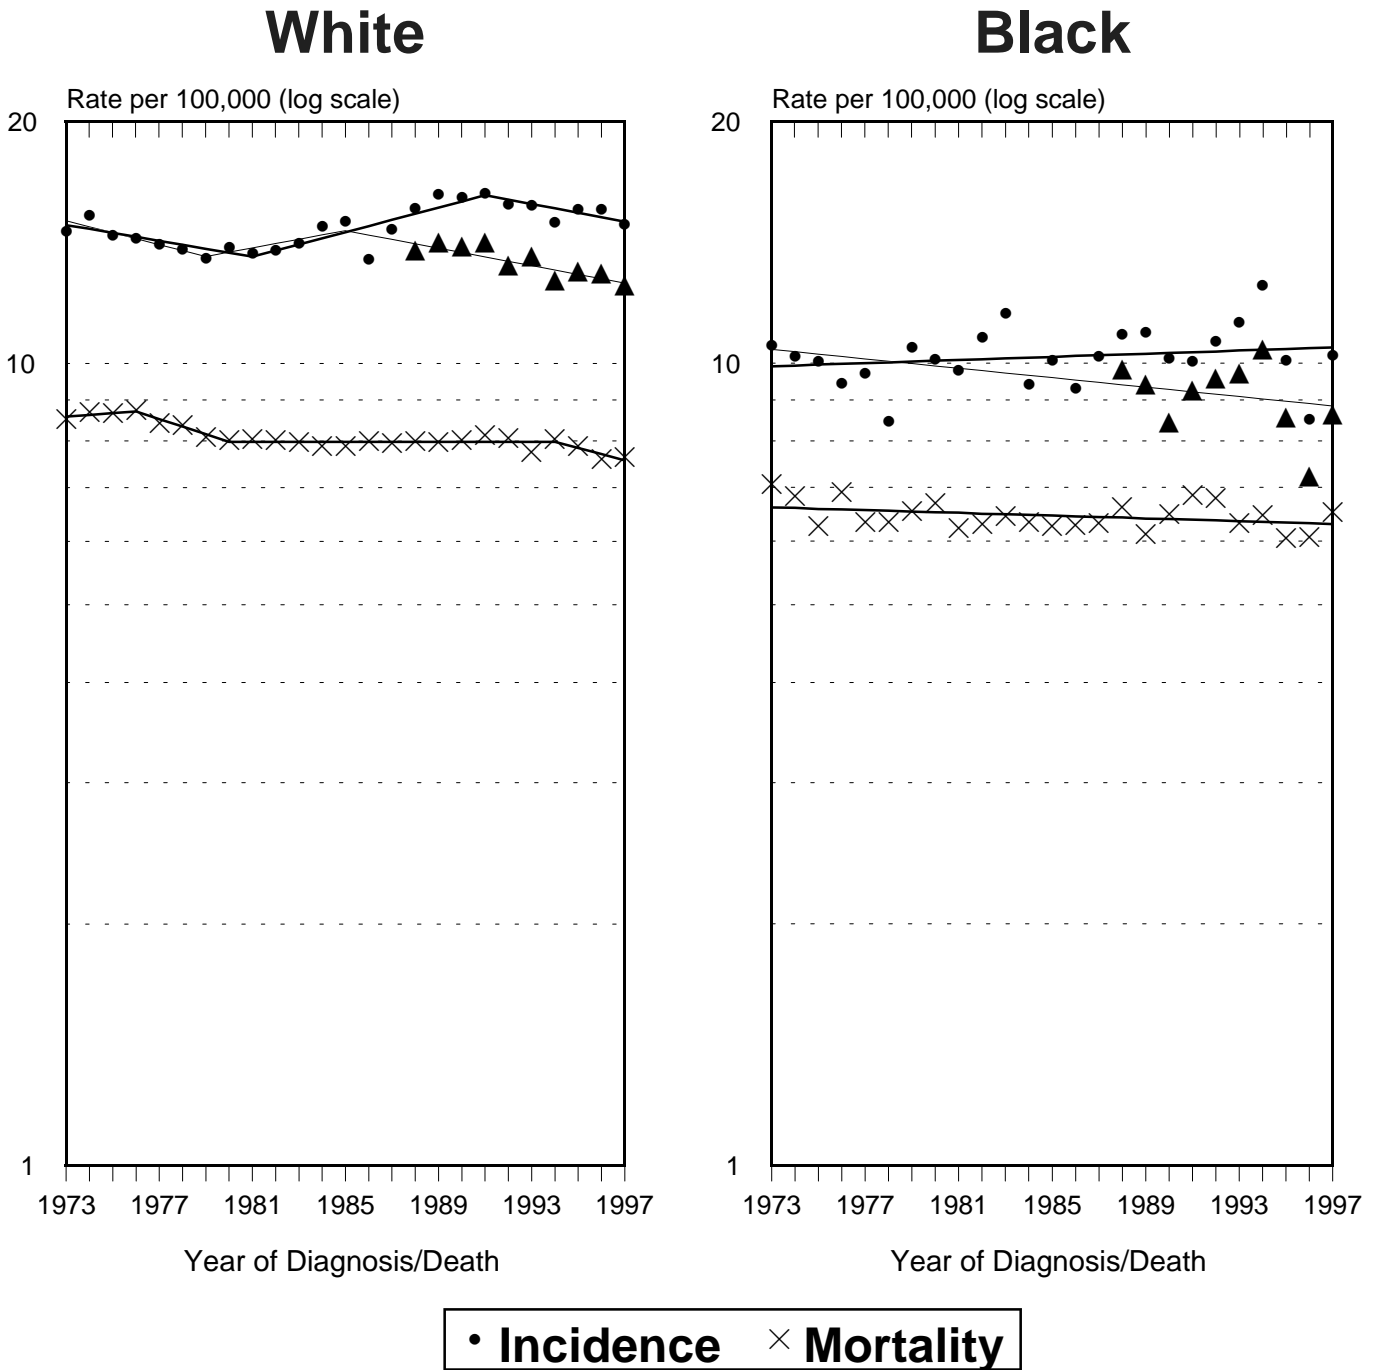 White
Rate per 100,000 (log scale)
20
10
1
1973 1977 1981 1985 1989 1993 1997
Year of Diagnosis/Death
Black
Rate per 100,000 (log scale)
20
10
1
1973 1977 1981 1985 1989 1993 1997
Year of Diagnosis/Death
Incidence Mortality